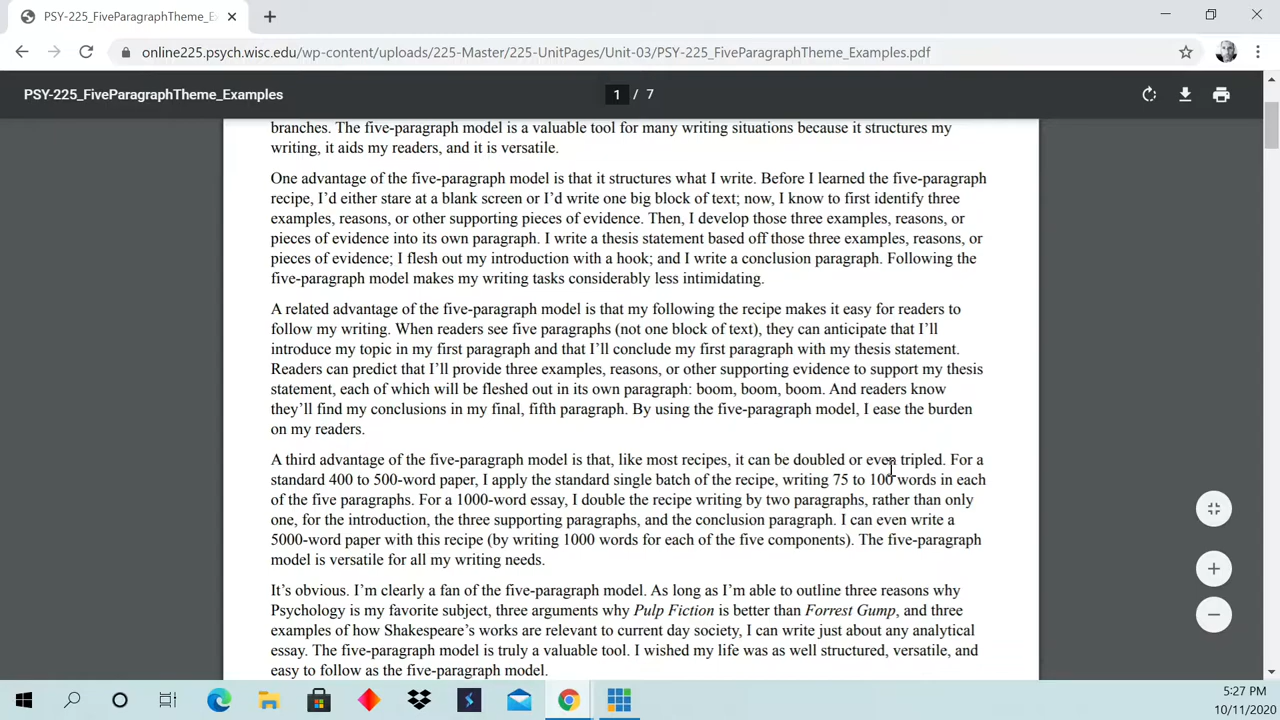 PSY-225_FiveParagraphTheme_E
online225.psych.wisc.edu/wp-content/uploads/225-Master/225-UnitPages/Unit-03/PSY-225_FiveParagraphTheme_Examples.pdf
PSY-225_FiveParagraphTheme_Examples
1 / 7
branches. The five-paragraph model is a valuable tool for many writing situations because it structures my
writing, it aids my readers, and it is versatile.
One advantage of the five-paragraph model is that it structures what I write. Before I learned the five-paragraph
recipe, I'd either stare at a blank screen or I'd write one big block of text; now, I know to first identify three
examples, reasons, or other supporting pieces of evidence. Then, I develop those three examples, reasons, or
pieces of evidence into its own paragraph. I write a thesis statement based off those three examples, reasons, or
pieces of evidence; I flesh out my introduction with a hook; and I write a conclusion paragraph. Following the
five-paragraph model makes my writing tasks considerably less intimidating.
A related advantage of the five-paragraph model is that my following the recipe makes it easy for readers to
follow my writing. When readers see five paragraphs (not one block of text), they can anticipate that I'll
introduce my topic in my first paragraph and that I'll conclude my first paragraph with my thesis statement.
Readers can predict that I'll provide three examples, reasons, or other supporting evidence to support my thesis
statement, each of which will be fleshed out in its own paragraph: boom, boom, boom. And readers know
they'll find my conclusions in my final, fifth paragraph. By using the five-paragraph model, I ease the burden
on my readers.
A third advantage of the five-paragraph model is that, like most recipes, it can be doubled or even tripled. For a
standard 400 to 500-word paper, I apply the standard single batch of the recipe, writing 75 to 100 words in each
of the five paragraphs. For a 1000-word essay, I double the recipe writing by two paragraphs, rather than only
one, for the introduction, the three supporting paragraphs, and the conclusion paragraph. I can even write a
5000-word paper with this recipe (by writing 1000 words for each of the five components). The five-paragraph
model is versatile for all my writing needs.
It's obvious. I'm clearly a fan of the five-paragraph model. As long as I'm able to outline three reasons why
Psychology is my favorite subject, three arguments why Pulp Fiction is better than Forrest Gump, and three
examples of how Shakespeare's works are relevant to current day society, I can write just about any analytical
essay. The five-paragraph model is truly a valuable tool. I wished my life was as well structured, versatile, and
easy to follow as the five-paragraph model.
5:27 PM
10/11/2020